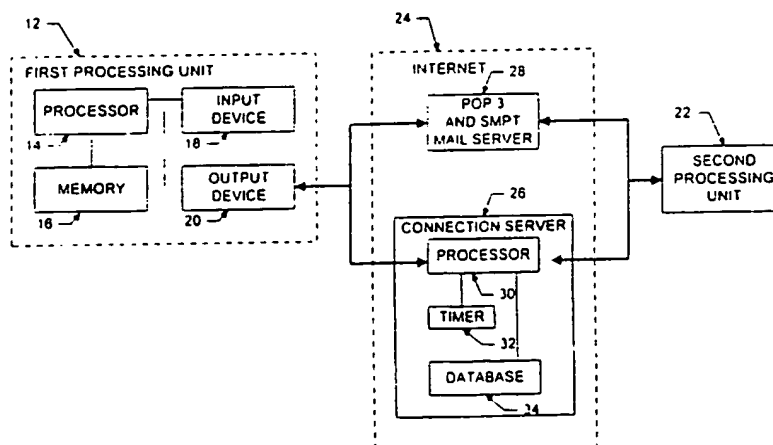 12
FIRST PROCESSING UNIT
PROCESSOR
14
INPUT
DEVICE
18
MEMORY
16
OUTPUT
DEVICE
20
24
INTERNET
28
POP 3
AND SMPT
MAIL SERVER
22
SECOND
PROCESSING
UNIT
26
CONNECTION SERVER
PROCESSOR
30
TIMER
32
DATABASE
34